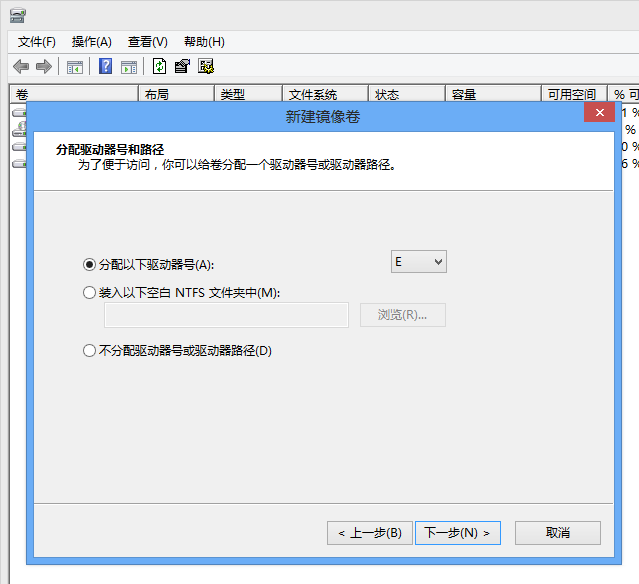 文件(F) 操作(A) 查看(V) 帮助(H)
卷 布局 类型 文件系统 状态 容量 可用空间 % 可
新建镜像卷
1 %
%
0 %
6 %
分配驱动器号和路径
为了便于访问，你可以给卷分配一个驱动器号或驱动器路径。
分配以下驱动器号(A): E
装入以下空白 NTFS 文件夹中(M):
浏览(R)...
不分配驱动器号或驱动器路径(D)
< 上一步(B) 下一步(N) > 取消